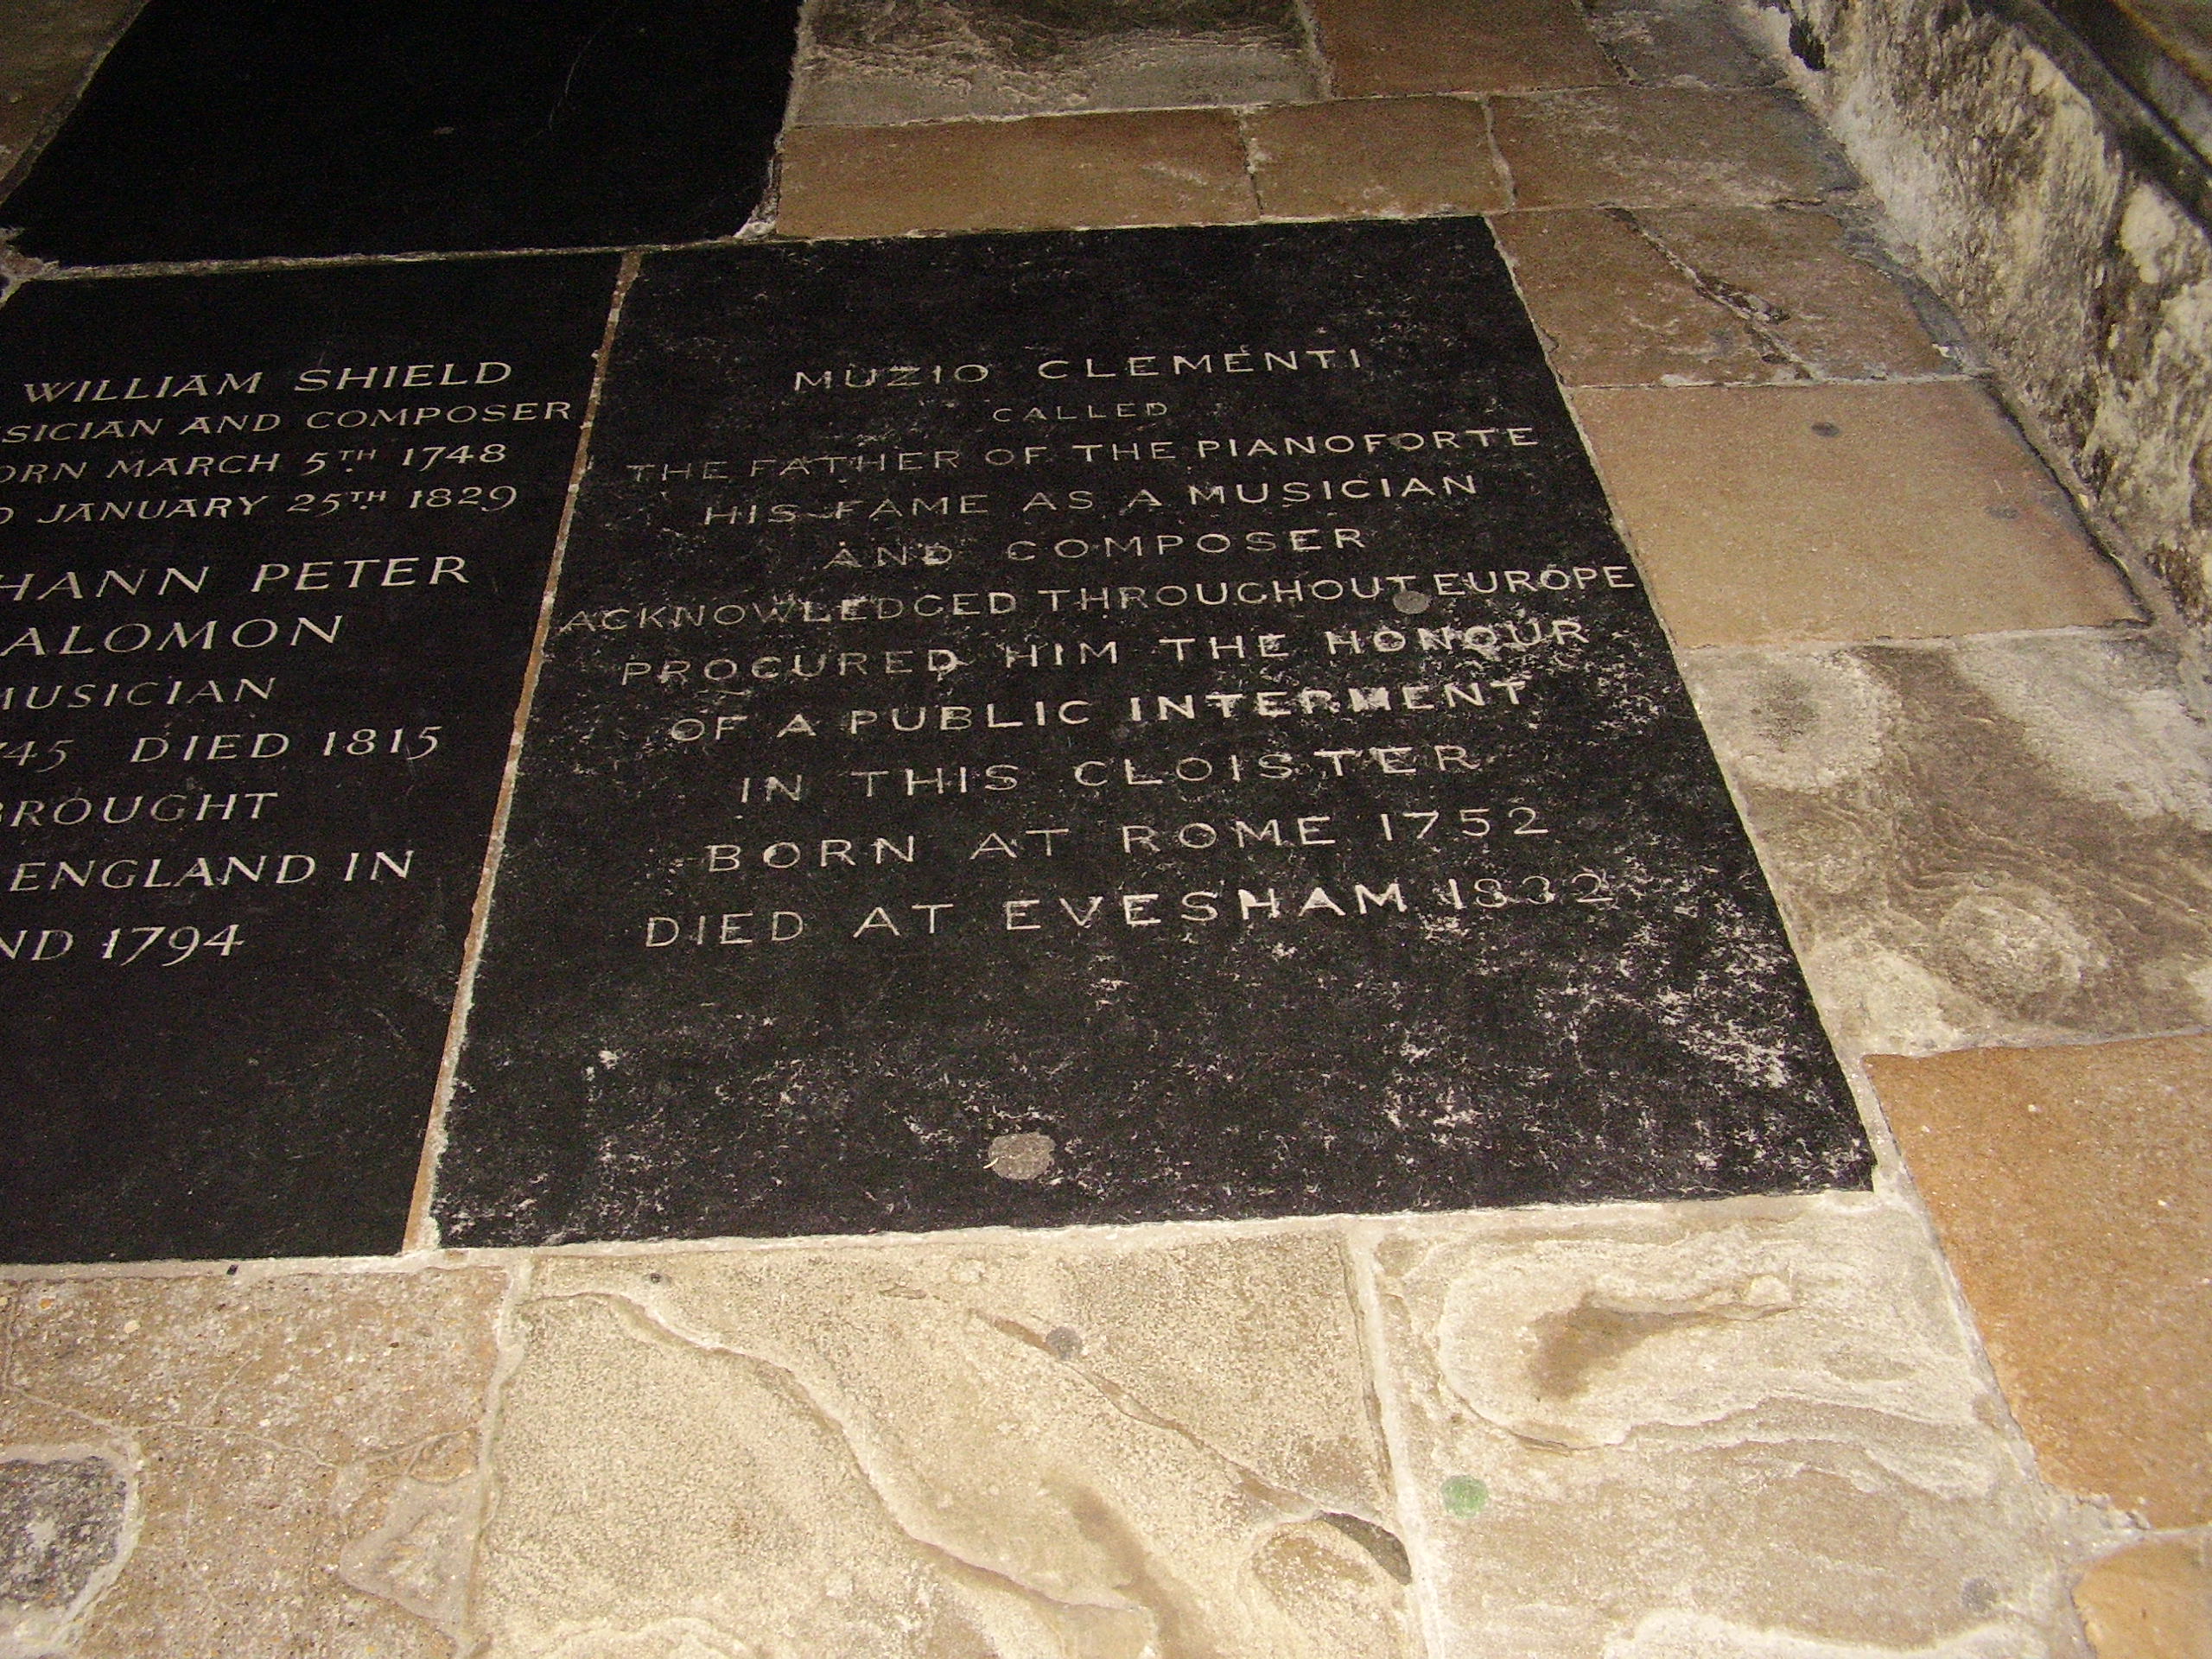 WILLIAM SHIELD
SICIAN AND COMPOSER
ORN MARCH 5TH 1748
D JANUARY 25TH 1829
HANN PETER
ALOMON
MUSICIAN
745 DIED 1815
BROUGHT
ENGLAND IN
ND 1794
MUZIO CLEMENTI
CALLED
THE FATHER OF THE PIANOFORTE
HIS FAME AS A MUSICIAN
AND COMPOSER
ACKNOWLEDGED THROUGHOUT EUROPE
PROCURED HIM THE HONOUR
OF A PUBLIC INTERMENT
IN THIS CLOISTER
BORN AT ROME 1752
DIED AT EVESHAM 1832